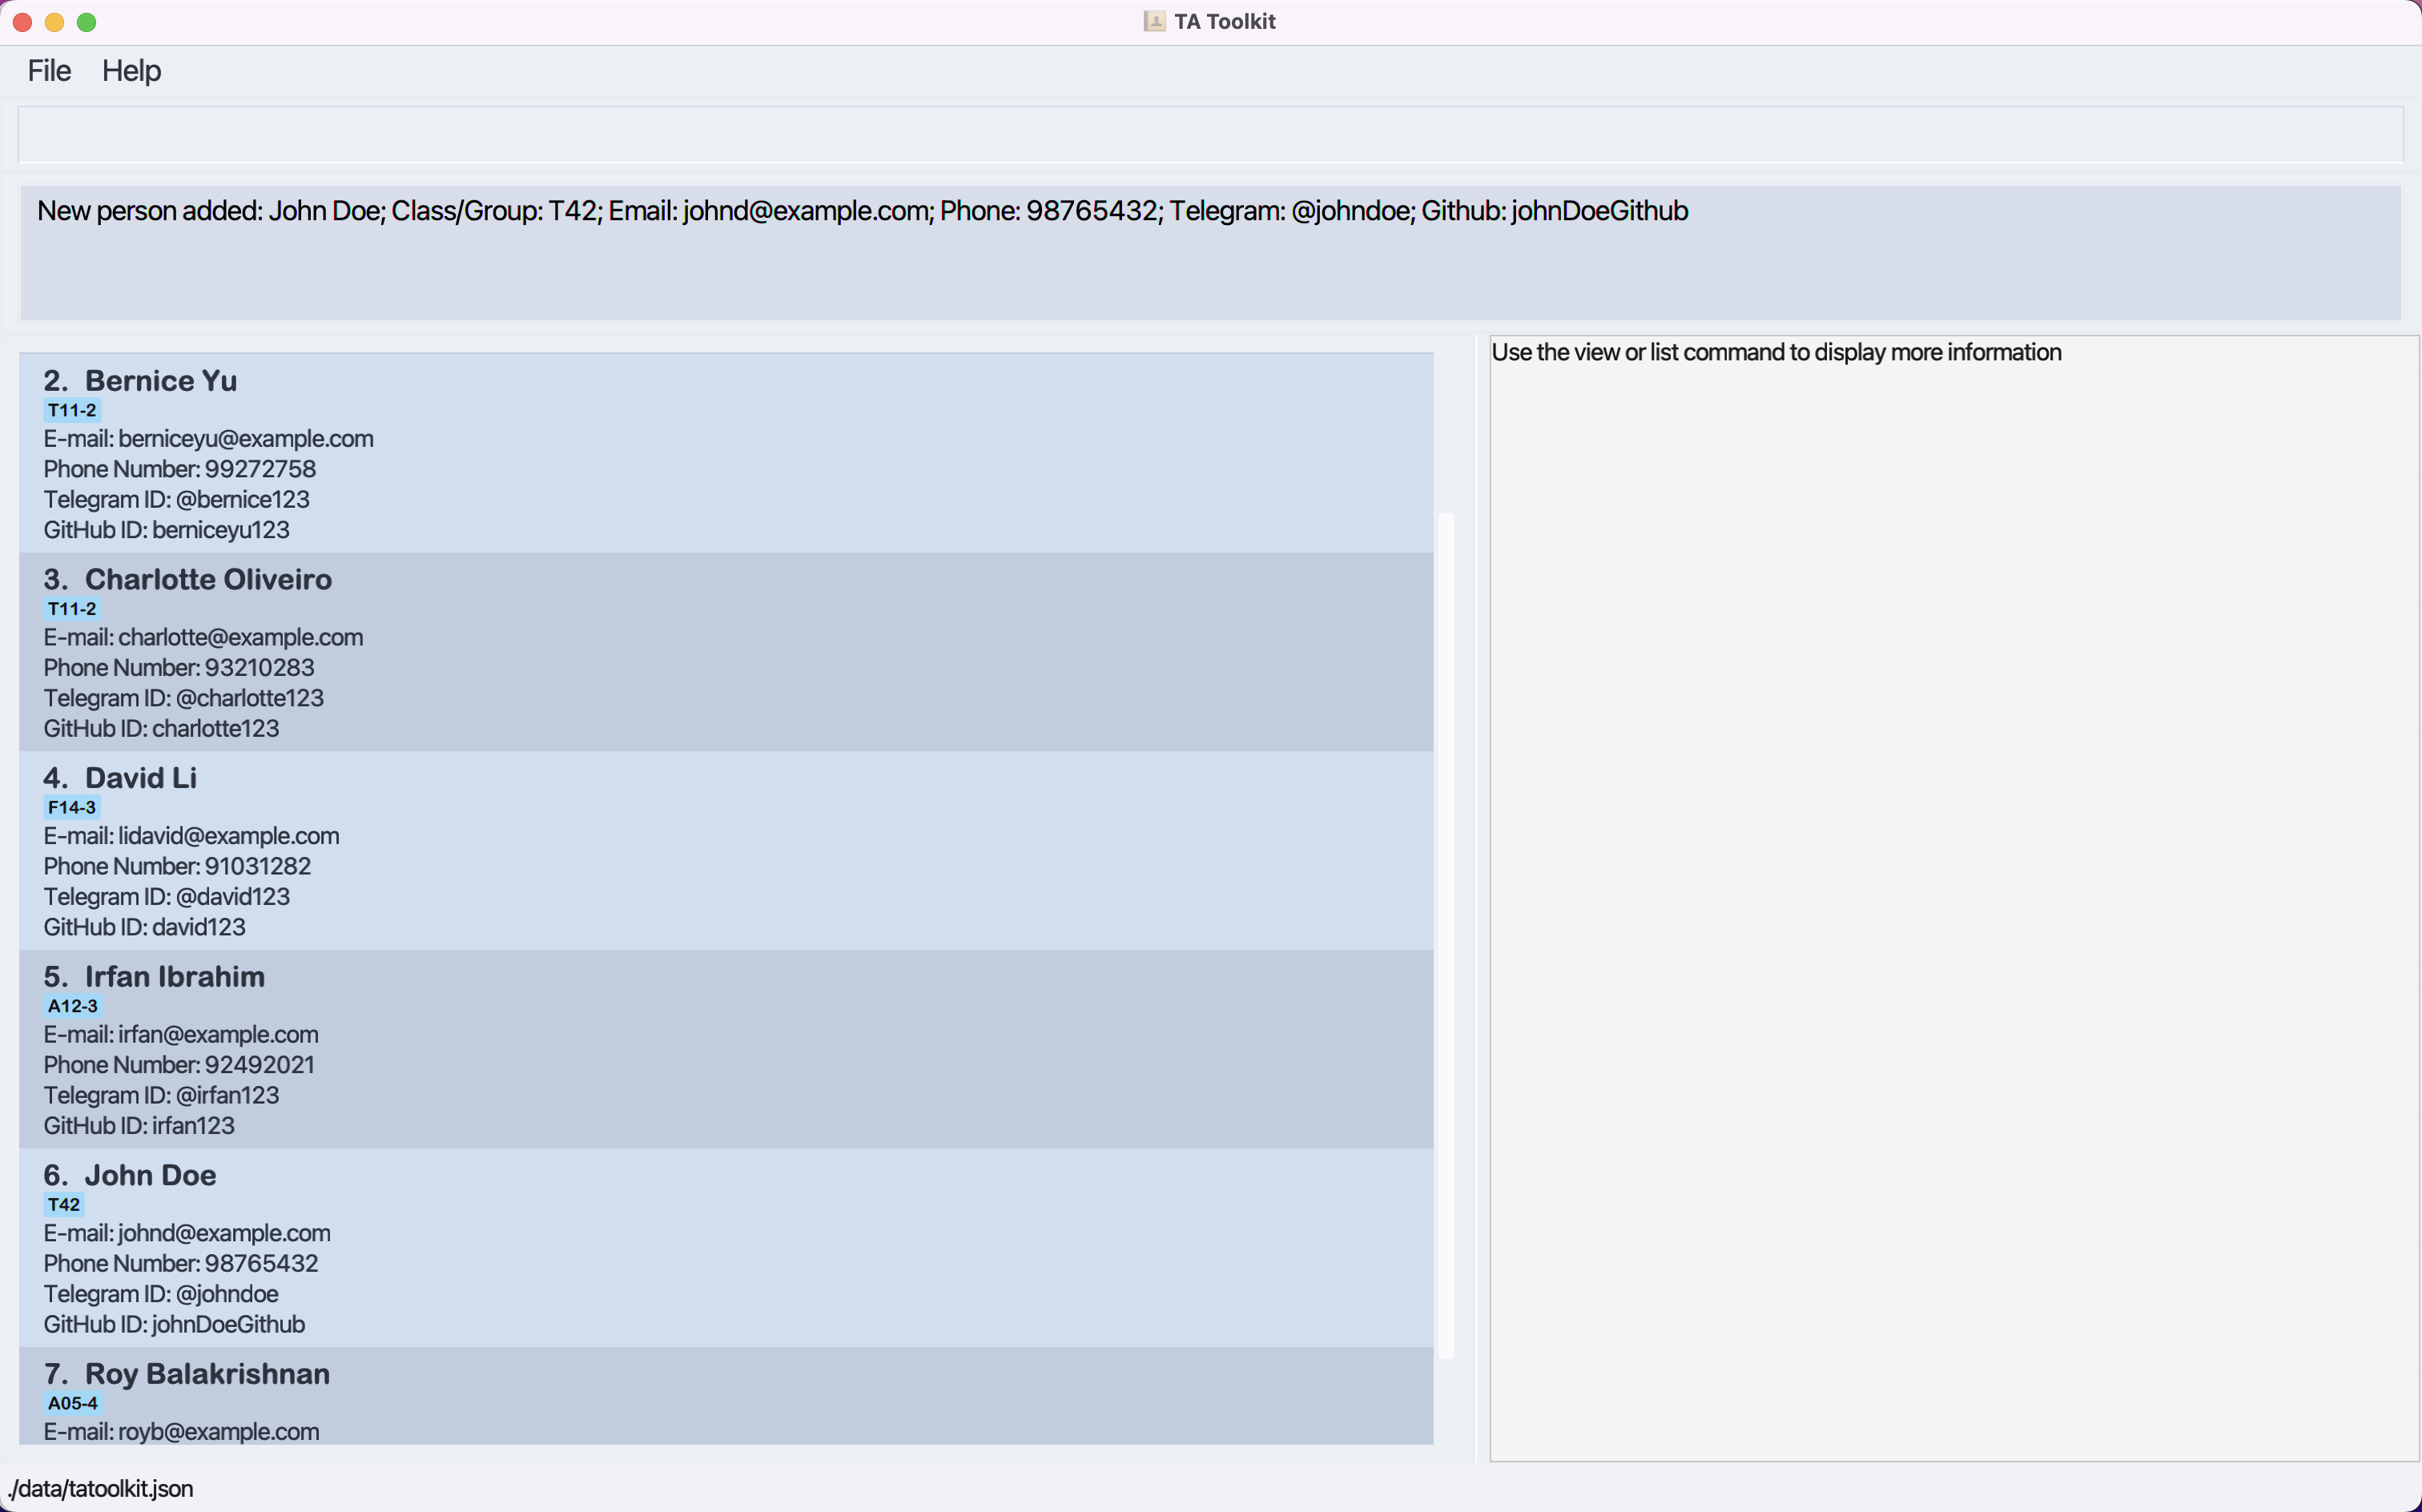 TA Toolkit
File Help
New person added: John Doe; Class/Group: T42; Email: johnd@example.com; Phone: 98765432; Telegram: @johndoe; Github: johnDoeGithub
2. Bernice Yu
T11-2
E-mail: berniceyu@example.com
Phone Number: 99272758
Telegram ID: @bernice123
GitHub ID: berniceyu123
3. Charlotte Oliveiro
T11-2
E-mail: charlotte@example.com
Phone Number: 93210283
Telegram ID: @charlotte123
GitHub ID: charlotte123
4. David Li
F14-3
E-mail: lidavid@example.com
Phone Number: 91031282
Telegram ID: @david123
GitHub ID: david123
5. Irfan Ibrahim
A12-3
E-mail: irfan@example.com
Phone Number: 92492021
Telegram ID: @irfan123
GitHub ID: irfan123
6. John Doe
T42
E-mail: johnd@example.com
Phone Number: 98765432
Telegram ID: @johndoe
GitHub ID: johnDoeGithub
7. Roy Balakrishnan
A05-4
E-mail: royb@example.com
Use the view or list command to display more information
./data/tatoolkit.json